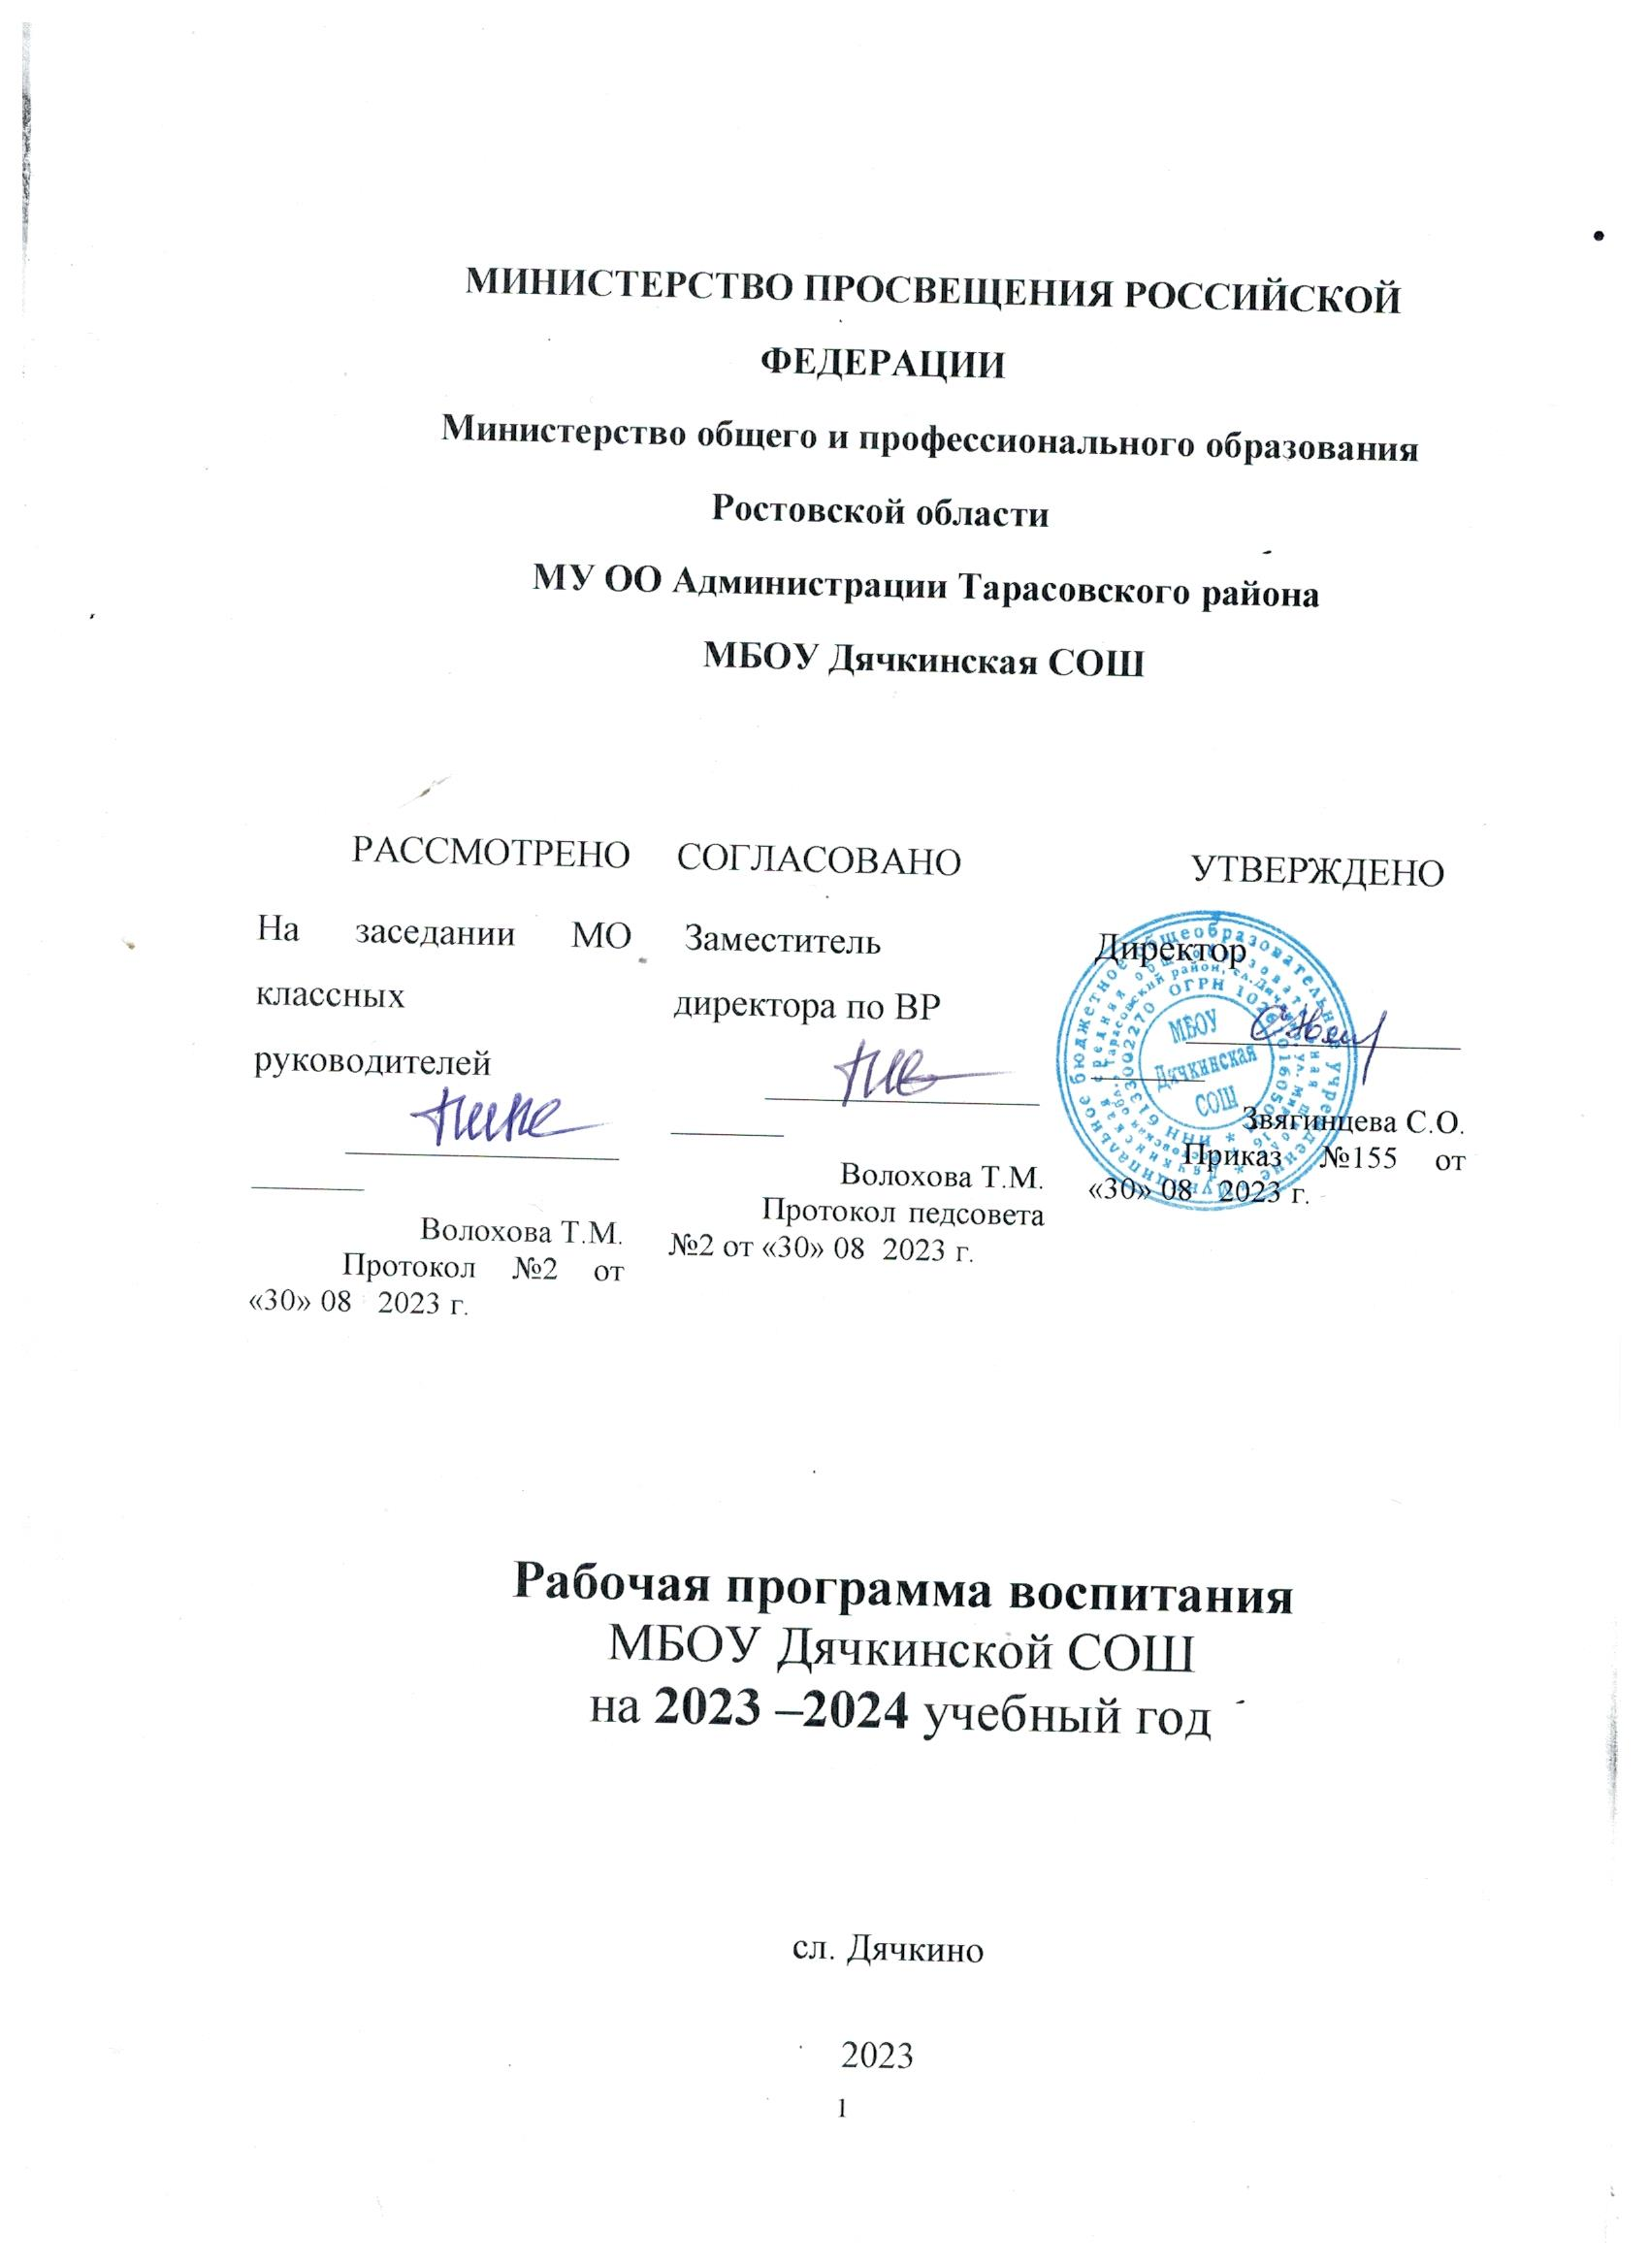 МИНИСТЕРСТВО ПРОСВЕЩЕНИЯ РОССИЙСКОЙ
ФЕДЕРАЦИИ
Министерство общего и профессионального образования
Ростовской области
МУ ОО Администрации Тарасовского района
МБОУ Дячкинская СОШ
РАССМОТРЕНО
На заседании МО
классных
руководителей
Волохова Т.М.
Протокол №2 от
«30» 08 2023 г.
СОГЛАСОВАНО
Заместитель
директора по ВР
Волохова Т.М.
Протокол педсовета
№2 от «30» 08 2023 г.
УТВЕРЖДЕНО
Директор
МБОУ
Дячкинская
СОШ
Звягинцева С.О.
Приказ №155 от
«30» 08 2023 г.
Рабочая программа воспитания
МБОУ Дячкинской СОШ
на 2023 –2024 учебный год
сл. Дячкино
2023
1